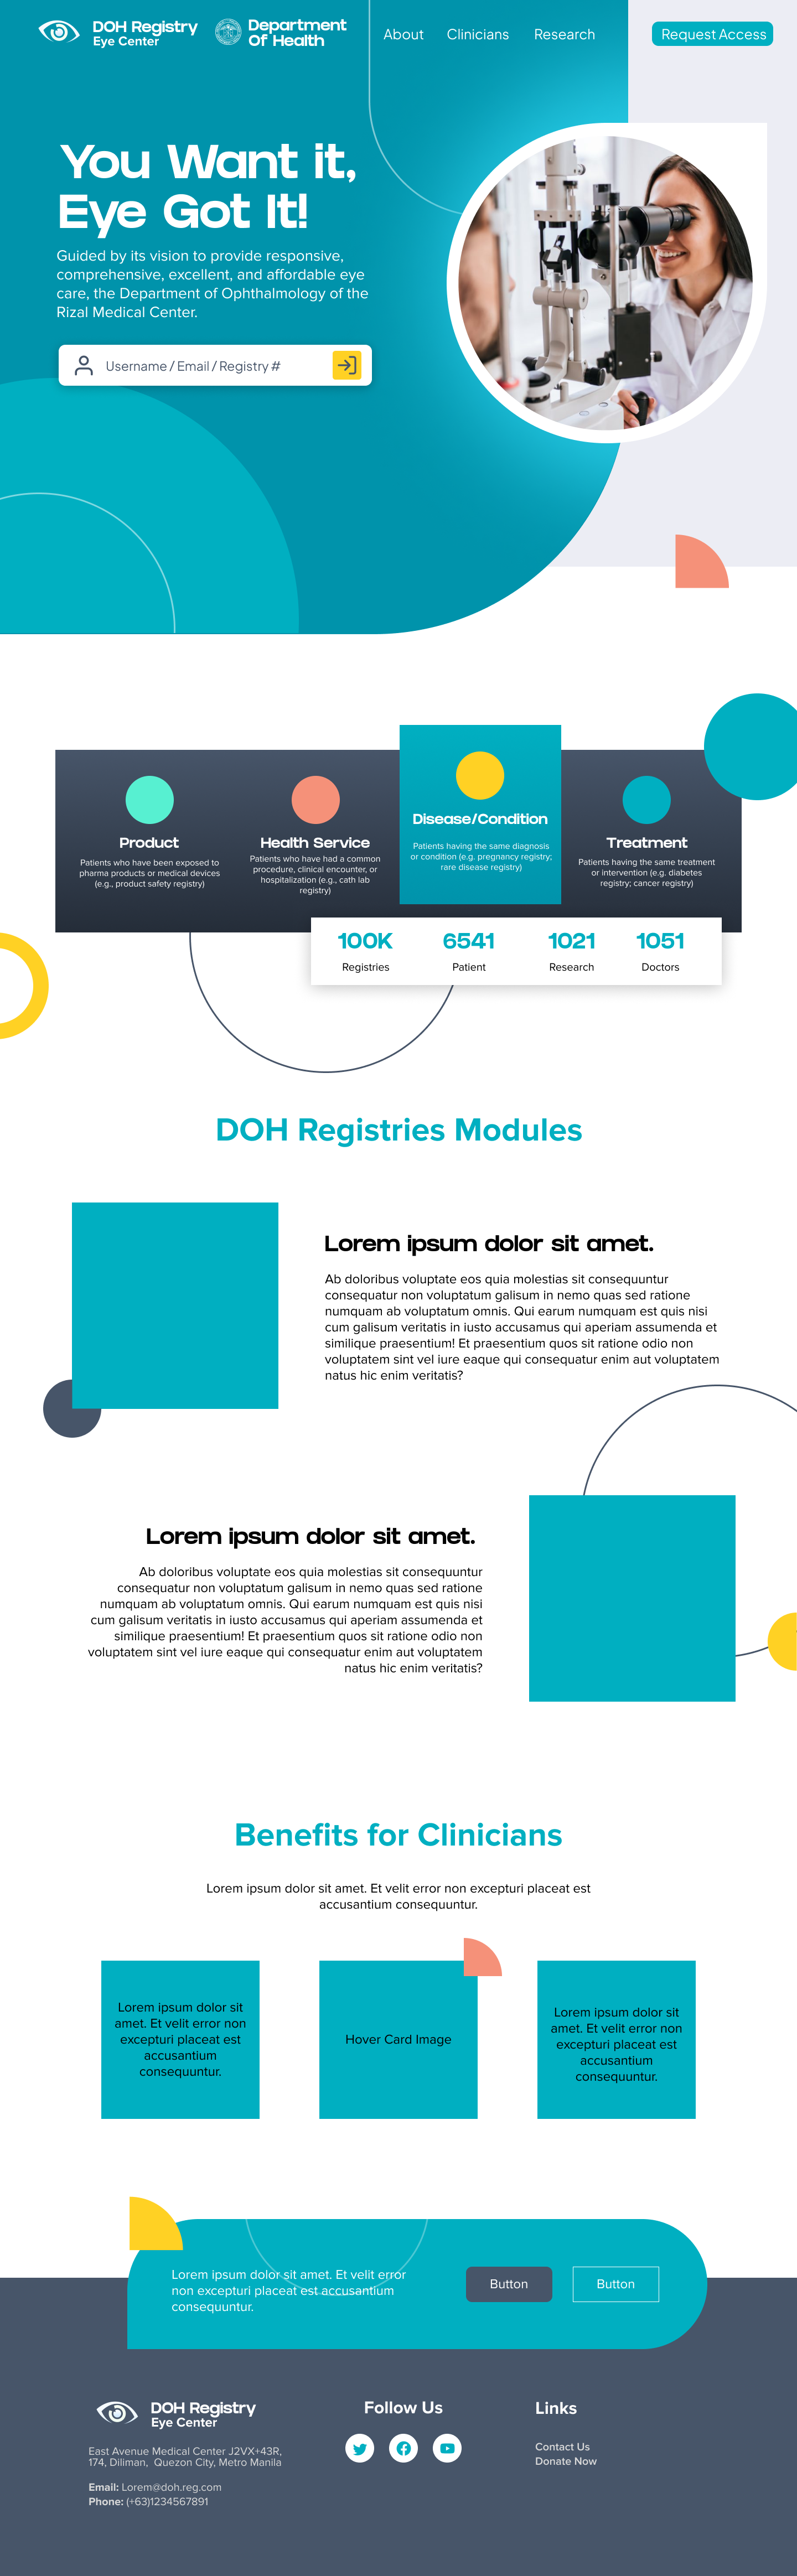 DOH Registry
Eye Center
Department
Of Health
About
Clinicians
Research
Request Access
You Want it,
Eye Got It!
Guided by its vision to provide responsive,
comprehensive, excellent, and affordable eye
care, the Department of Ophthalmology of the
Rizal Medical Center.
Username / Email / Registry #
Product
Patients who have been exposed to
pharma products or medical devices
(e.g., product safety registry)
Health Service
Patients who have had a common
procedure, clinical encounter, or
hospitalization (e.g., cath lab
registry)
Disease/Condition
Patients having the same diagnosis
or condition (e.g. pregnancy registry;
rare disease registry)
Treatment
Patients having the same treatment
or intervention (e.g. diabetes
registry; cancer registry)
100K
Registries
6541
Patient
1021
Research
1051
Doctors
DOH Registries Modules
Lorem ipsum dolor sit amet.
Ab doloribus voluptate eos quia molestias sit consequuntur
consequatur non voluptatum galisum in nemo quas sed ratione
numquam ab voluptatum omnis. Qui earum numquam est quis nisi
cum galisum veritatis in iusto accusamus qui aperiam assumenda et
similique praesentium! Et praesentium quos sit ratione odio non
voluptatem sint vel iure eaque qui consequatur enim aut voluptatem
natus hic enim veritatis?
Lorem ipsum dolor sit amet.
Ab doloribus voluptate eos quia molestias sit consequuntur
consequatur non voluptatum galisum in nemo quas sed ratione
numquam ab voluptatum omnis. Qui earum numquam est quis nisi
cum galisum veritatis in iusto accusamus qui aperiam assumenda et
similique praesentium! Et praesentium quos sit ratione odio non
voluptatem sint vel iure eaque qui consequatur enim aut voluptatem
natus hic enim veritatis?
Benefits for Clinicians
Lorem ipsum dolor sit amet. Et velit error non excepturi placeat est
accusantium consequuntur.
Lorem ipsum dolor sit
amet. Et velit error non
excepturi placeat est
accusantium
consequuntur.
Hover Card Image
Lorem ipsum dolor sit
amet. Et velit error non
excepturi placeat est
accusantium
consequuntur.
Lorem ipsum dolor sit amet. Et velit error
non excepturi placeat est accusantium
consequuntur.
Button
Button
DOH Registry
Eye Center
East Avenue Medical Center J2VX+43R,
174, Diliman, Quezon City, Metro Manila
Email: Lorem@doh.reg.com
Phone: (+63)1234567891
Follow Us
Links
Contact Us
Donate Now